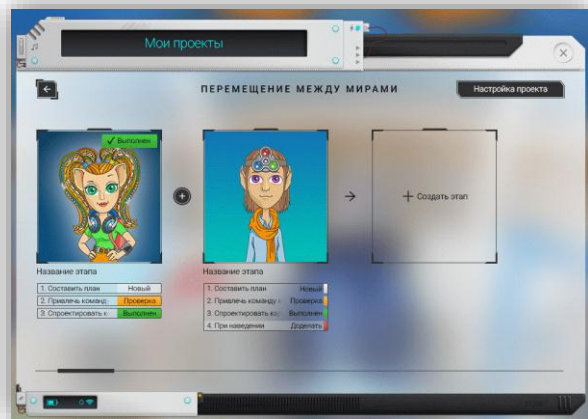 Мои проекты
ПЕРЕМЕЩЕНИЕ МЕЖДУ МИРАМИ
Настройка проекта
Выполнен
+ Создать этап
Название этапа
1. Составить план Новый
2. Привлечь команд Проверка
3. Спроектировать к Выполнен
Название этапа
1. Составить план Новый
2. Привлечь команду к Проверка
3. Спроектировать ка Выполнен
4. При наведении Доделать